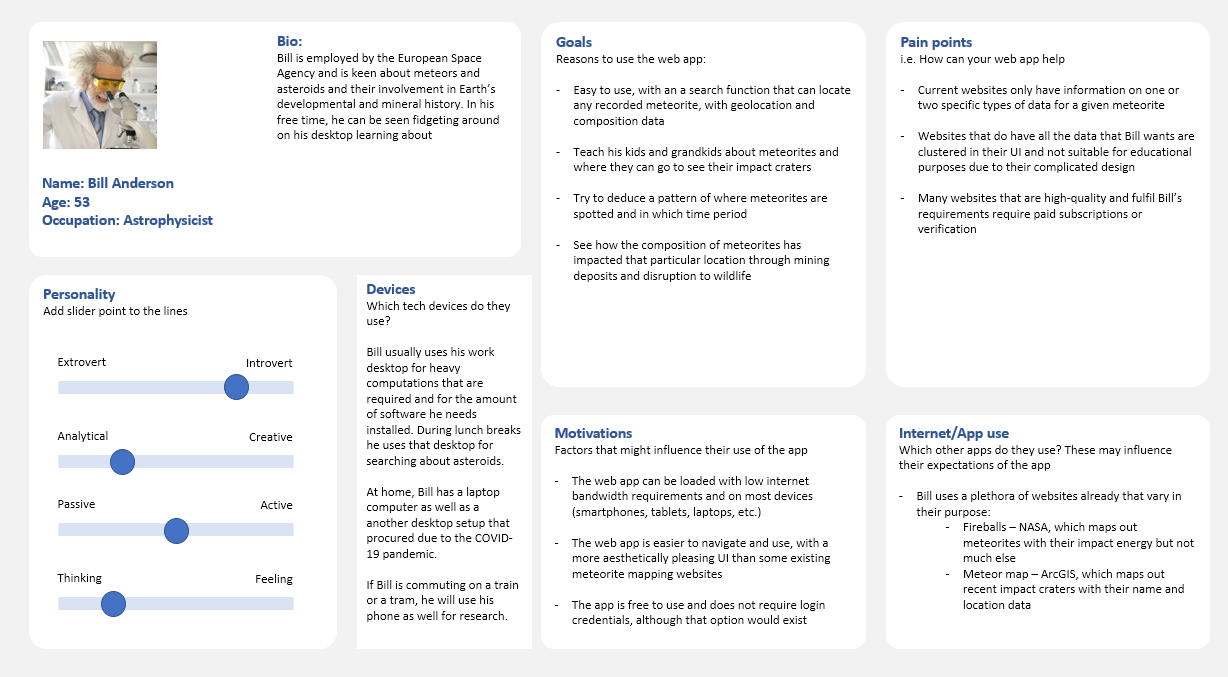 Bio:
Bill is employed by the European Space
Agency and is keen about meteors and
asteroids and their involvement in Earth's
developmental and mineral history. In his
free time, he can be seen fidgeting around
on his desktop learning about
Name: Bill Anderson
Age: 53
Occupation: Astrophysicist
Personality
Add slider point to the lines
Extrovert Introvert
Analytical Creative
Passive Active
Thinking Feeling
Devices
Which tech devices do they
use?
Bill usually uses his work
desktop for heavy
computations that are
required and for the amount
of software he needs
installed. During lunch breaks
he uses that desktop for
searching about asteroids.
At home, Bill has a laptop
computer as well as a
another desktop setup that
procured due to the COVID-
19 pandemic.
If Bill is commuting on a train
or a tram, he will use his
phone as well for research.
Goals
Reasons to use the web app:
- Easy to use, with an a search function that can locate
any recorded meteorite, with geolocation and
composition data
- Teach his kids and grandkids about meteorites and
where they can go to see their impact craters
- Try to deduce a pattern of where meteorites are
spotted and in which time period
- See how the composition of meteorites has
impacted that particular location through mining
deposits and disruption to wildlife
Motivations
Factors that might influence their use of the app
- The web app can be loaded with low internet
bandwidth requirements and on most devices
(smartphones, tablets, laptops, etc.)
- The web app is easier to navigate and use, with a
more aesthetically pleasing UI than some existing
meteorite mapping websites
- The app is free to use and does not require login
credentials, although that option would exist
Pain points
i.e. How can your web app help
- Current websites only have information on one or
two specific types of data for a given meteorite
- Websites that do have all the data that Bill wants are
clustered in their UI and not suitable for educational
purposes due to their complicated design
- Many websites that are high-quality and fulfil Bill's
requirements require paid subscriptions or
verification
Internet/App use
Which other apps do they use? These may influence
their expectations of the app
- Bill uses a plethora of websites already that vary in
their purpose:
- Fireballs – NASA, which maps out
meteorites with their impact energy but not
much else
- Meteor map – ArcGIS, which maps out
recent impact craters with their name and
location data